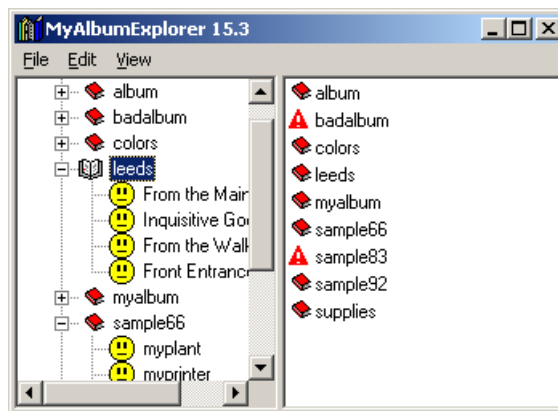 MyAlbumExplorer 15.3
File Edit View
album
badalbum
colors
leeds
From the Main
Inquisitive Go
From the Walk
Front Entrance
myalbum
sample66
myplant
myprinter
album
badalbum
colors
leeds
myalbum
sample66
sample83
sample92
supplies